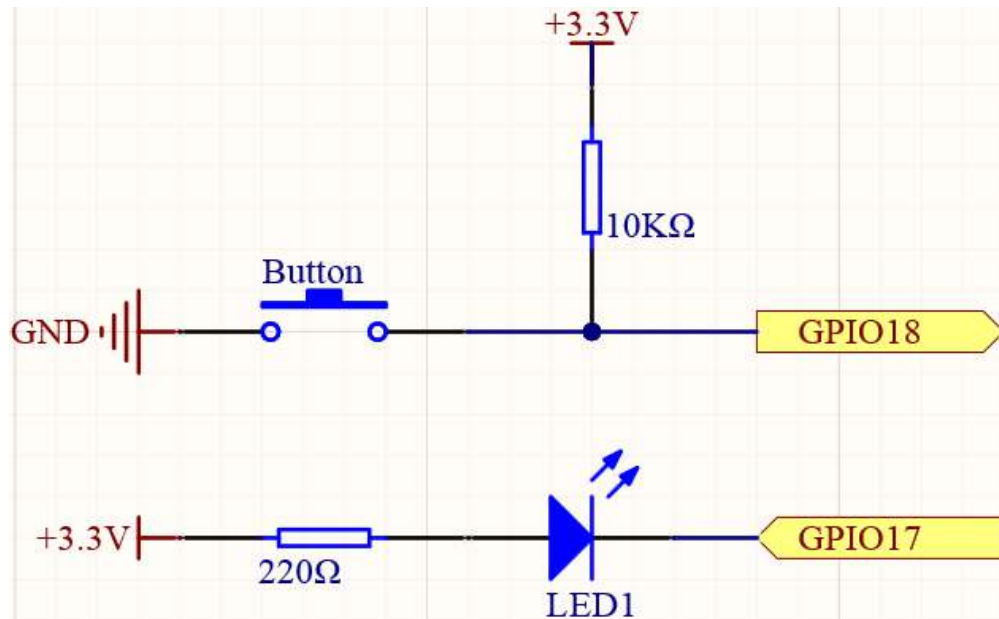 +3.3V
10KΩ
Button
GND
GPIO18
+3.3V
GPIO17
220Ω
LED1